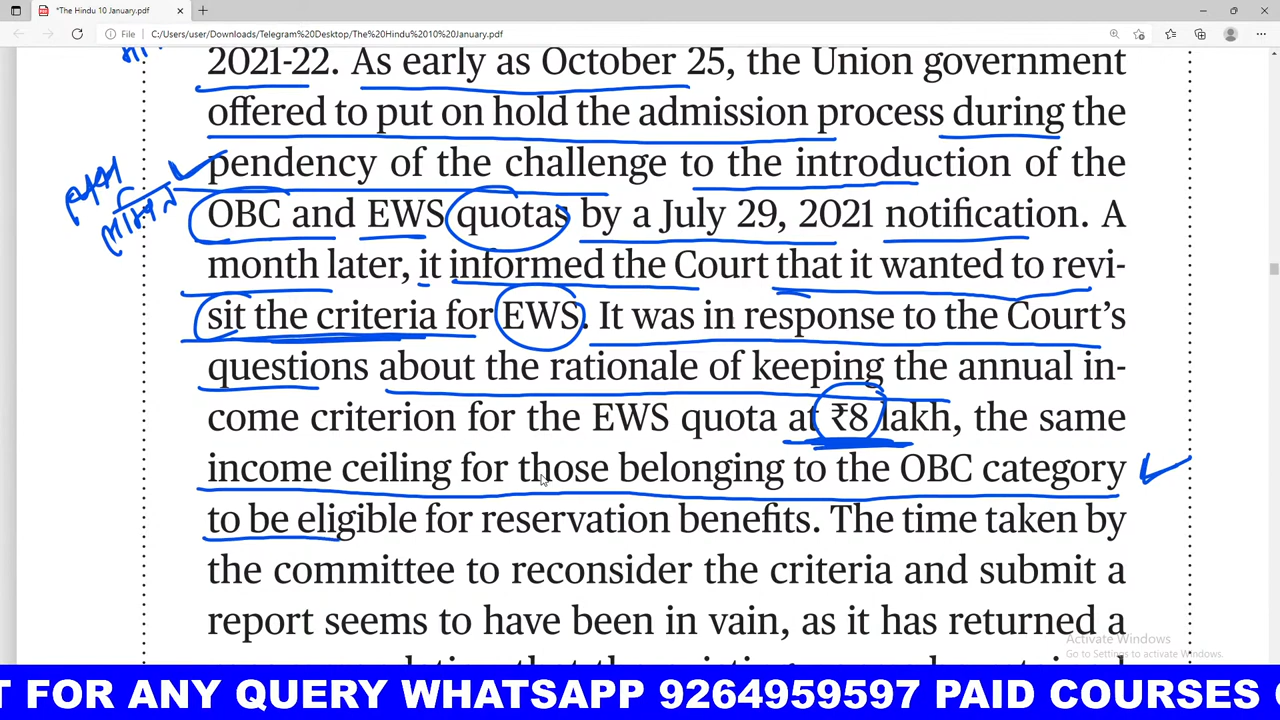 *The Hindu 10 January.pdf
File
C:/Users/user/Downloads/Telegram%20Desktop/The%20Hindu%2010%20January.pdf
2021-22. As early as October 25, the Union government
offered to put on hold the admission process during the
pendency of the challenge to the introduction of the
OBC and EWS quotas by a July 29, 2021 notification. A
month later, it informed the Court that it wanted to revi-
sit the criteria for EWS. It was in response to the Court's
questions about the rationale of keeping the annual in-
come criterion for the EWS quota at ₹8 lakh, the same
income ceiling for those belonging to the OBC category
to be eligible for reservation benefits. The time taken by
the committee to reconsider the criteria and submit a
report seems to have been in vain, as it has returned a
Activate Windows
Go to Settings to activate Windows.
T FOR ANY QUERY WHATSAPP 9264959597 PAID COURSES